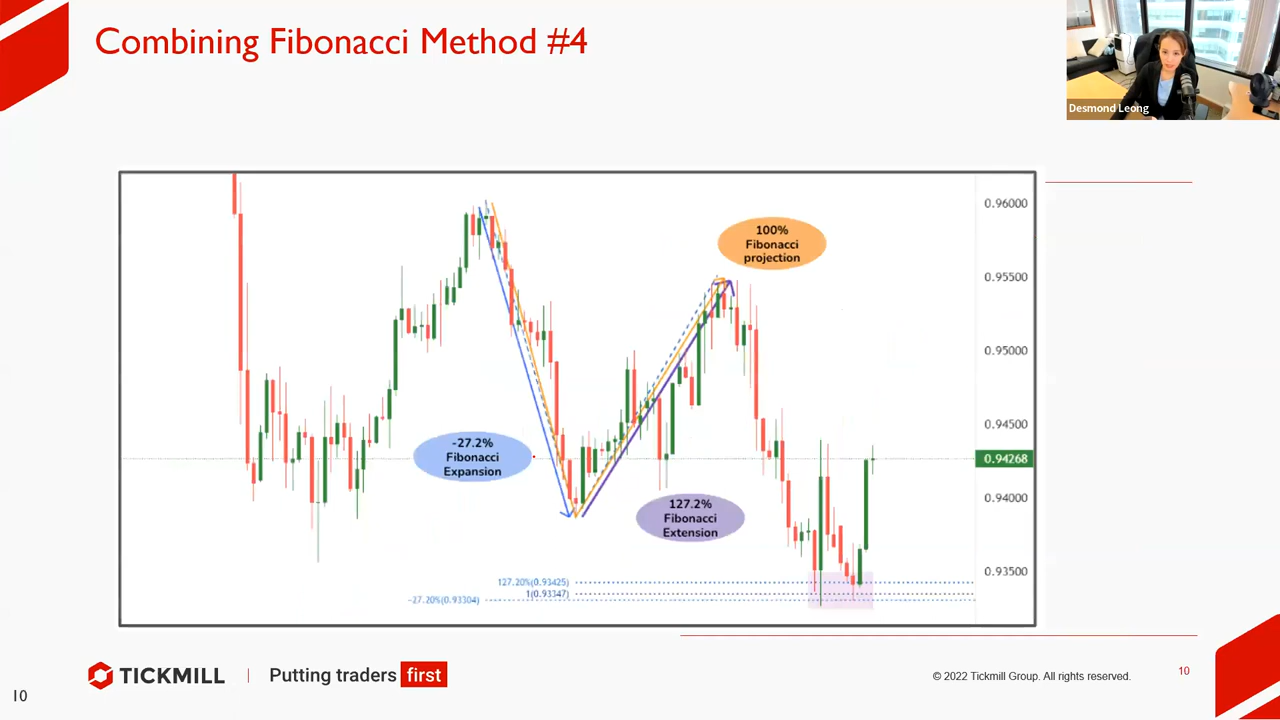 Combining Fibonacci Method #4
Desmond Leong
100%
Fibonacci
projection
-27.2%
Fibonacci
Expansion
127.2%
Fibonacci
Extension
127.20%(0.93425)
1(0.93347)
-27.20%(0.93304)
0.96000
0.95500
0.95000
0.94500
0.94268
0.94000
0.93500
TICKMILL | Putting traders first
© 2022 Tickmill Group. All rights reserved.
10
10